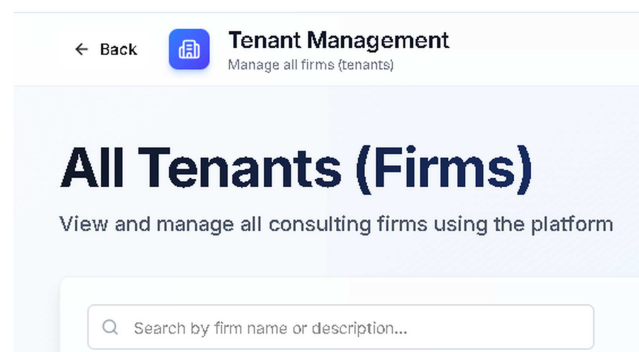 Back
Tenant Management
Manage all firms (tenants)
All Tenants (Firms)
View and manage all consulting firms using the platform
Search by firm name or description...